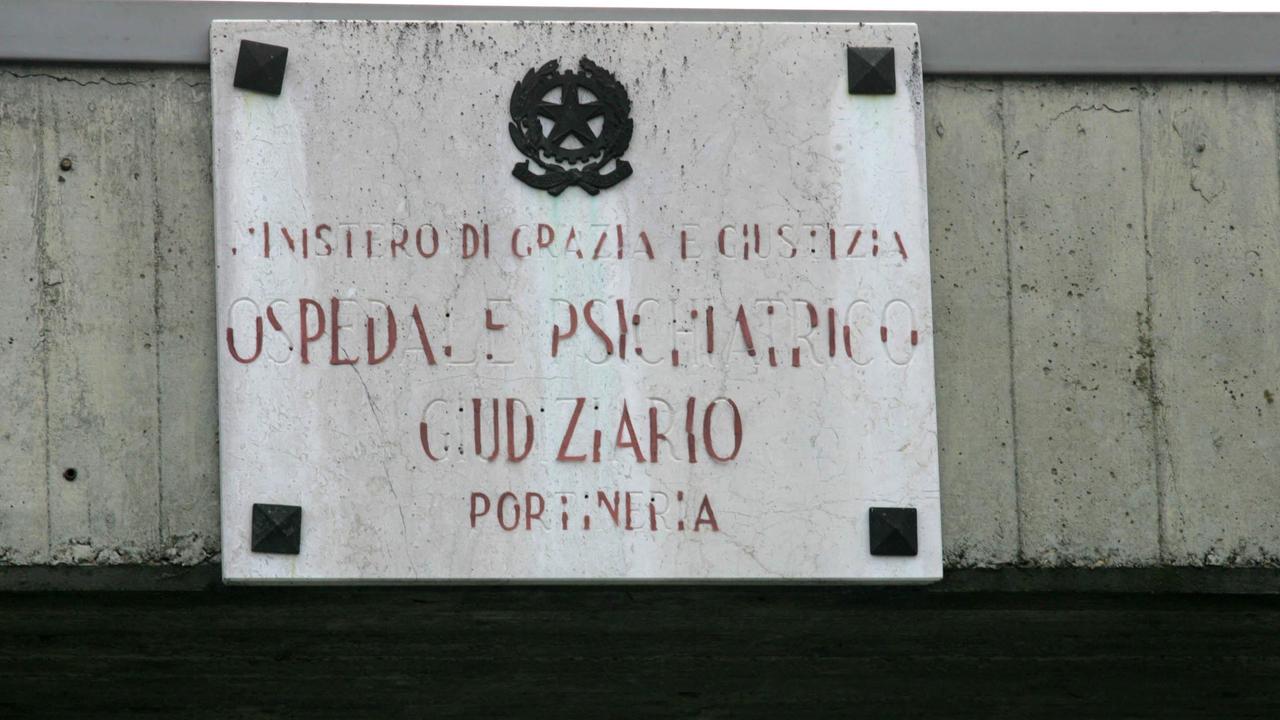 MINISTERO DI GRAZIA E GIUSTIZIA
OSPEDALE PSICHIATRICO
GIUDIZIARIO
PORTINERIA